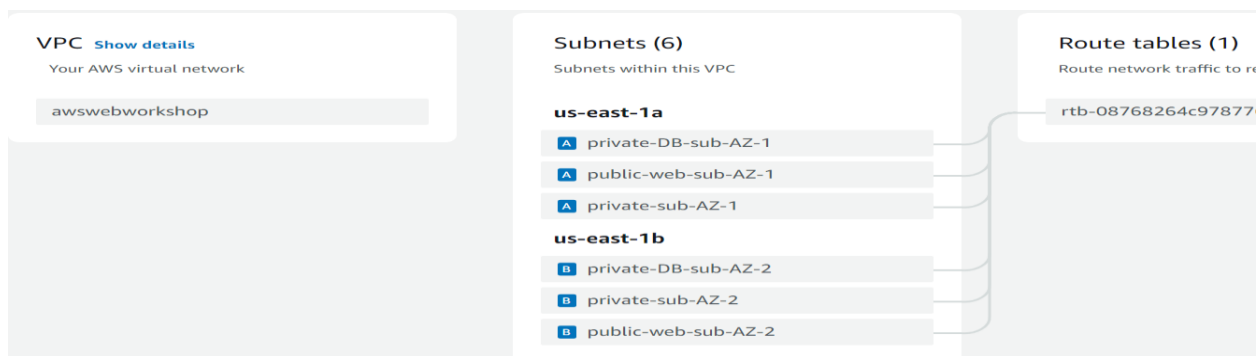 VPC Show details
Your AWS virtual network
awswebworkshop
Subnets (6)
Subnets within this VPC
us-east-1a
A private-DB-sub-AZ-1
A public-web-sub-AZ-1
A private-sub-AZ-1
us-east-1b
B private-DB-sub-AZ-2
B private-sub-AZ-2
B public-web-sub-AZ-2
Route tables (1)
Route network traffic to
rtb-08768264c97877